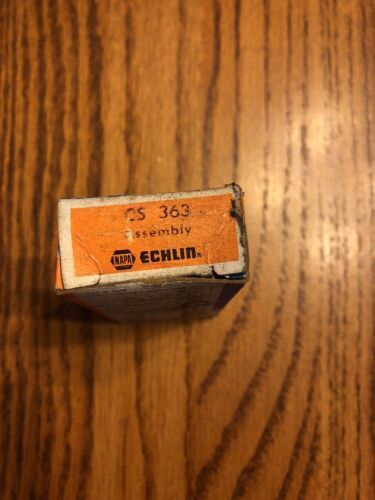 CS 363
assembly
NAPA ECHLIN®